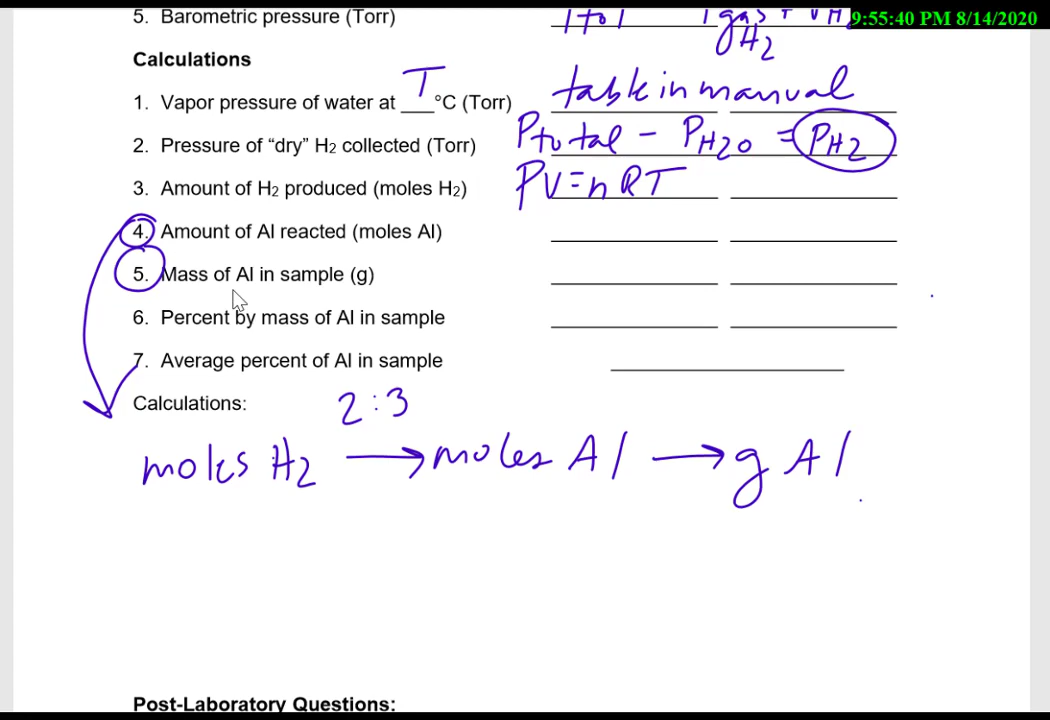 5. Barometric pressure (Torr)
9:55:40 PM 8/14/2020
H2
Calculations
1. Vapor pressure of water at T °C (Torr) table in manual
2. Pressure of “dry” H2 collected (Torr) Ptotal - PH2O = PH2
3. Amount of H2 produced (moles H2) PV=nRT
4. Amount of Al reacted (moles Al)
5. Mass of Al in sample (g)
6. Percent by mass of Al in sample
7. Average percent of Al in sample
Calculations: 2:3
moles H2 → moles Al → g Al
Post-Laboratory Questions: